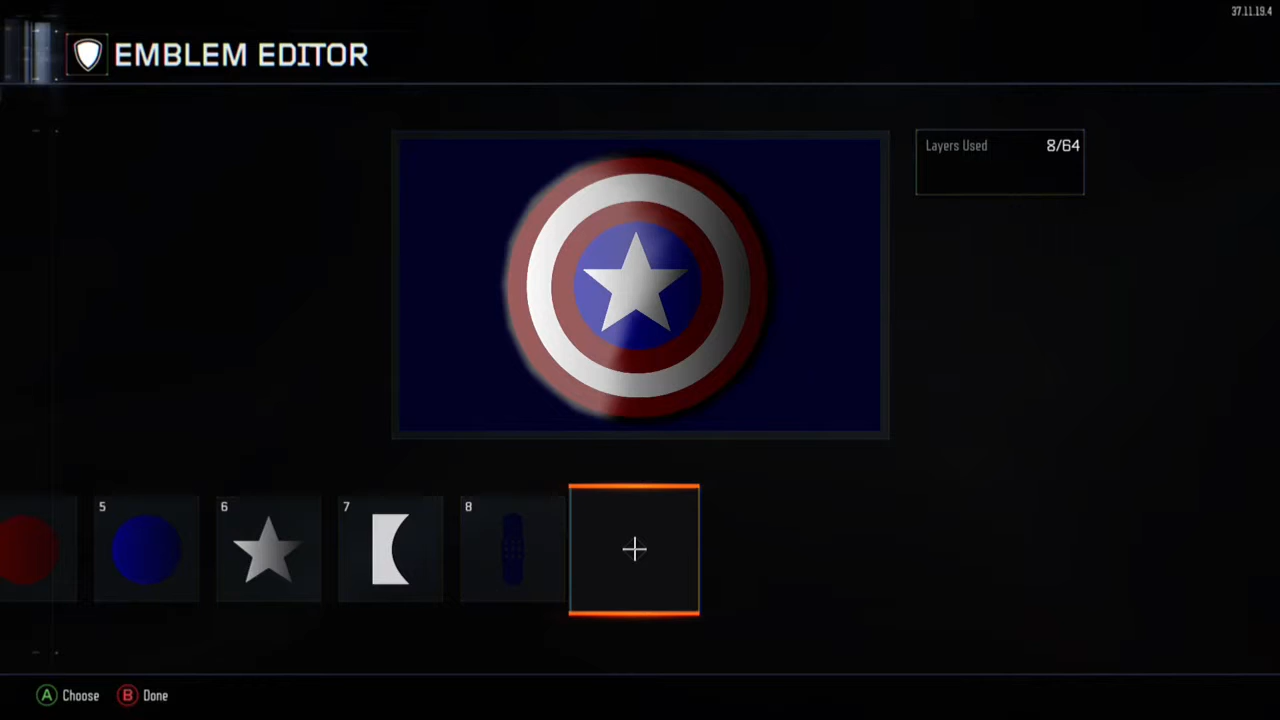 37.11.19.4
EMBLEM EDITOR
Layers Used 8/64
5 6 7 8
A Choose B Done